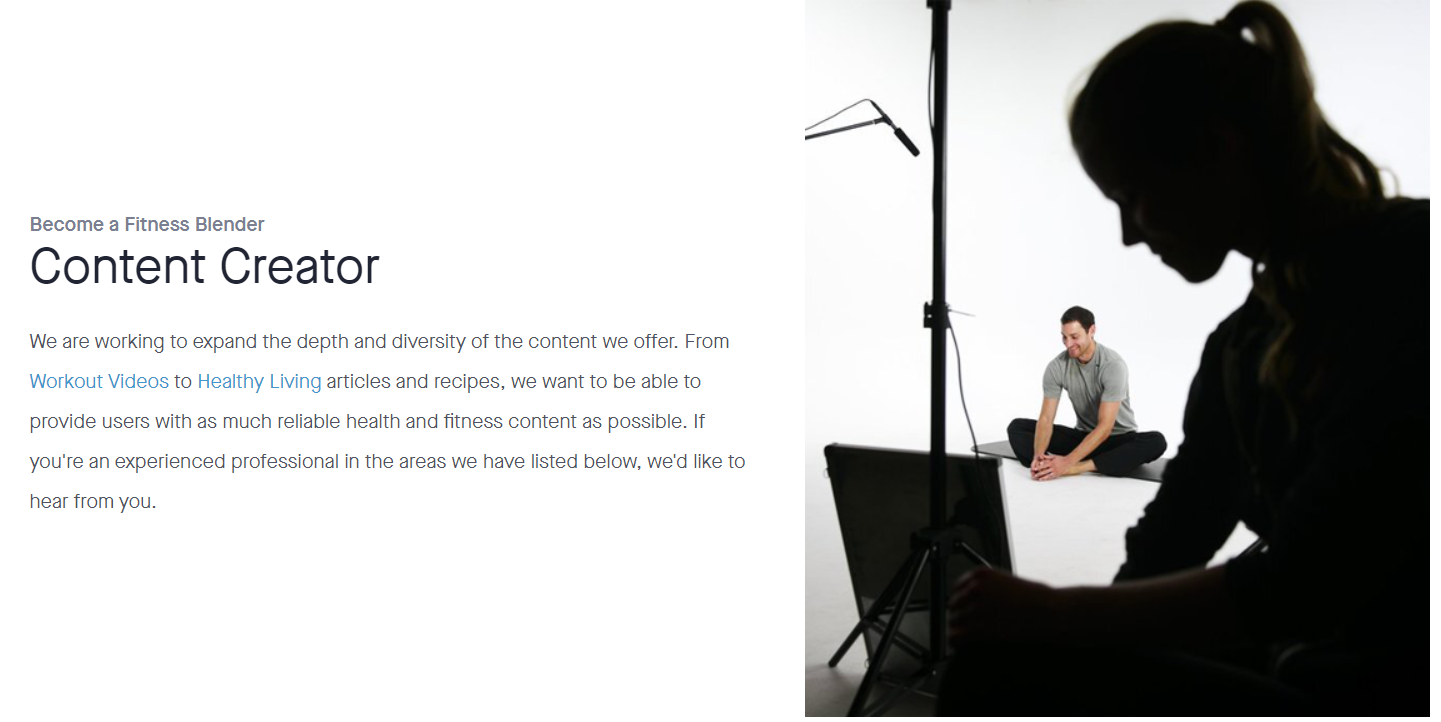 Become a Fitness Blender
Content Creator
We are working to expand the depth and diversity of the content we offer. From
Workout Videos to Healthy Living articles and recipes, we want to be able to
provide users with as much reliable health and fitness content as possible. If
you're an experienced professional in the areas we have listed below, we'd like to
hear from you.